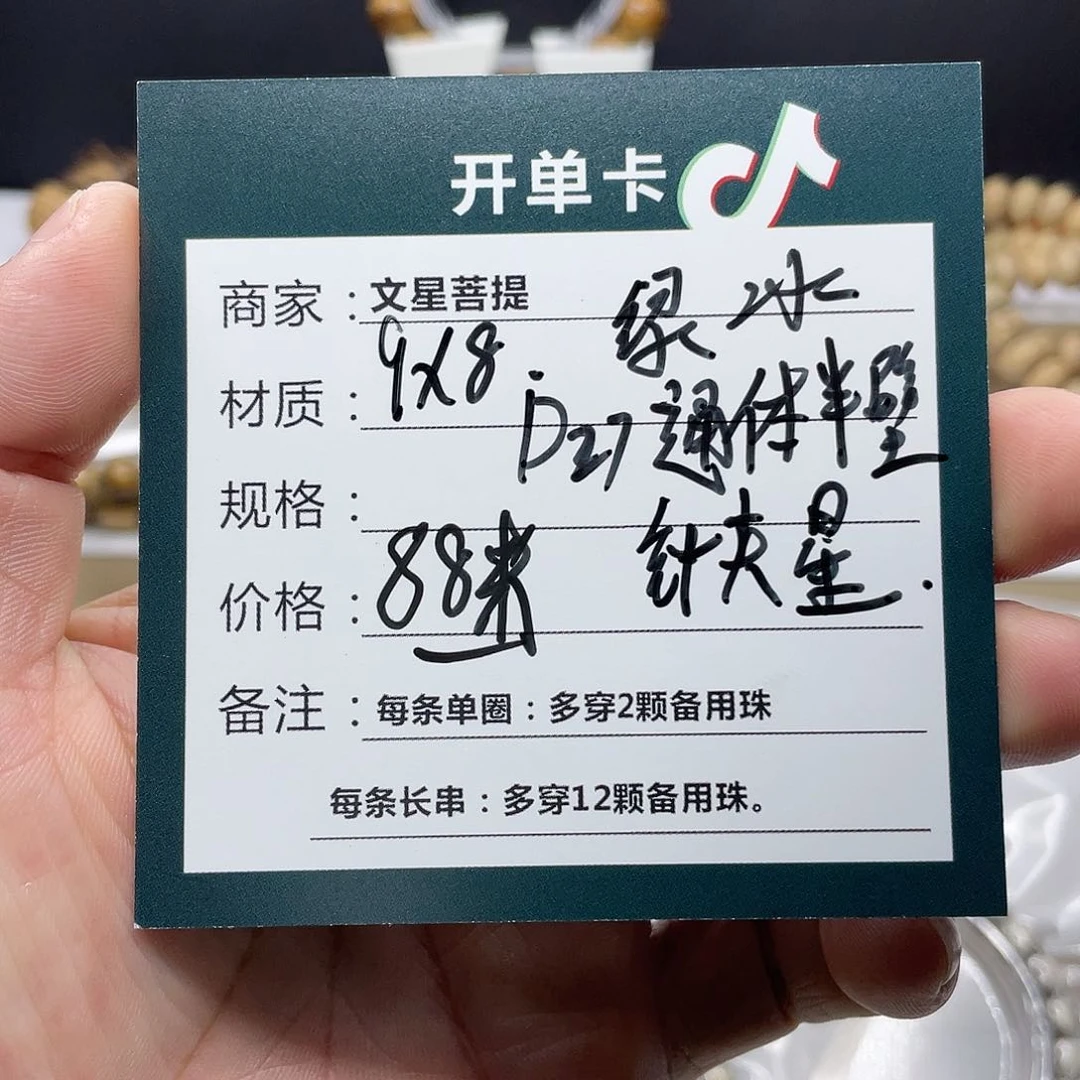 开单卡
商家：文星菩提 绿冰
材质：9x8.
D27通体半壁
规格：
针夹星.
价格：88米
备注：每条单圈：多穿2颗备用珠
每条长串：多穿12颗备用珠。